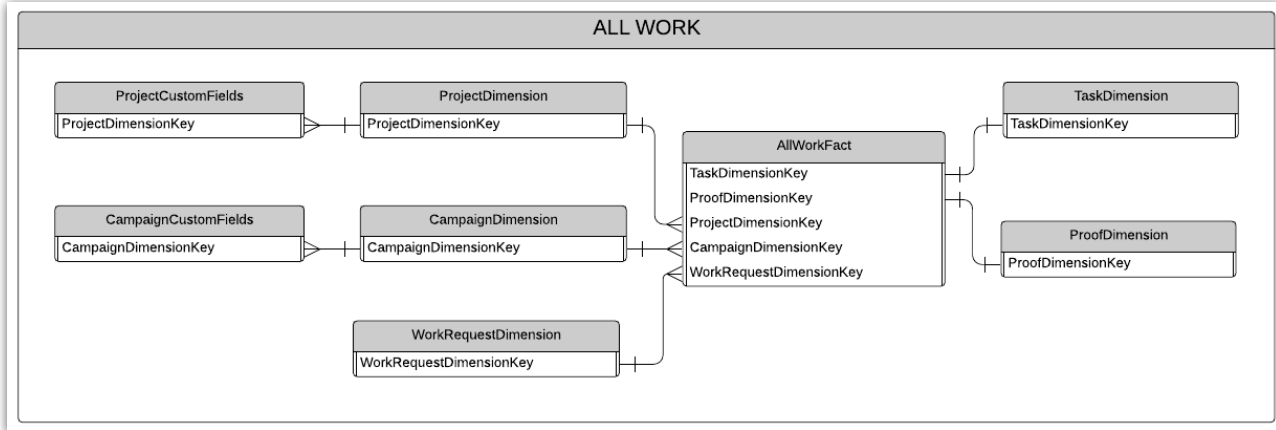 ALL WORK
ProjectCustomFields
ProjectDimensionKey
ProjectDimension
ProjectDimensionKey
CampaignCustomFields
CampaignDimensionKey
CampaignDimension
CampaignDimensionKey
WorkRequestDimension
WorkRequestDimensionKey
AllWorkFact
TaskDimensionKey
ProofDimensionKey
ProjectDimensionKey
CampaignDimensionKey
WorkRequestDimensionKey
TaskDimension
TaskDimensionKey
ProofDimension
ProofDimensionKey